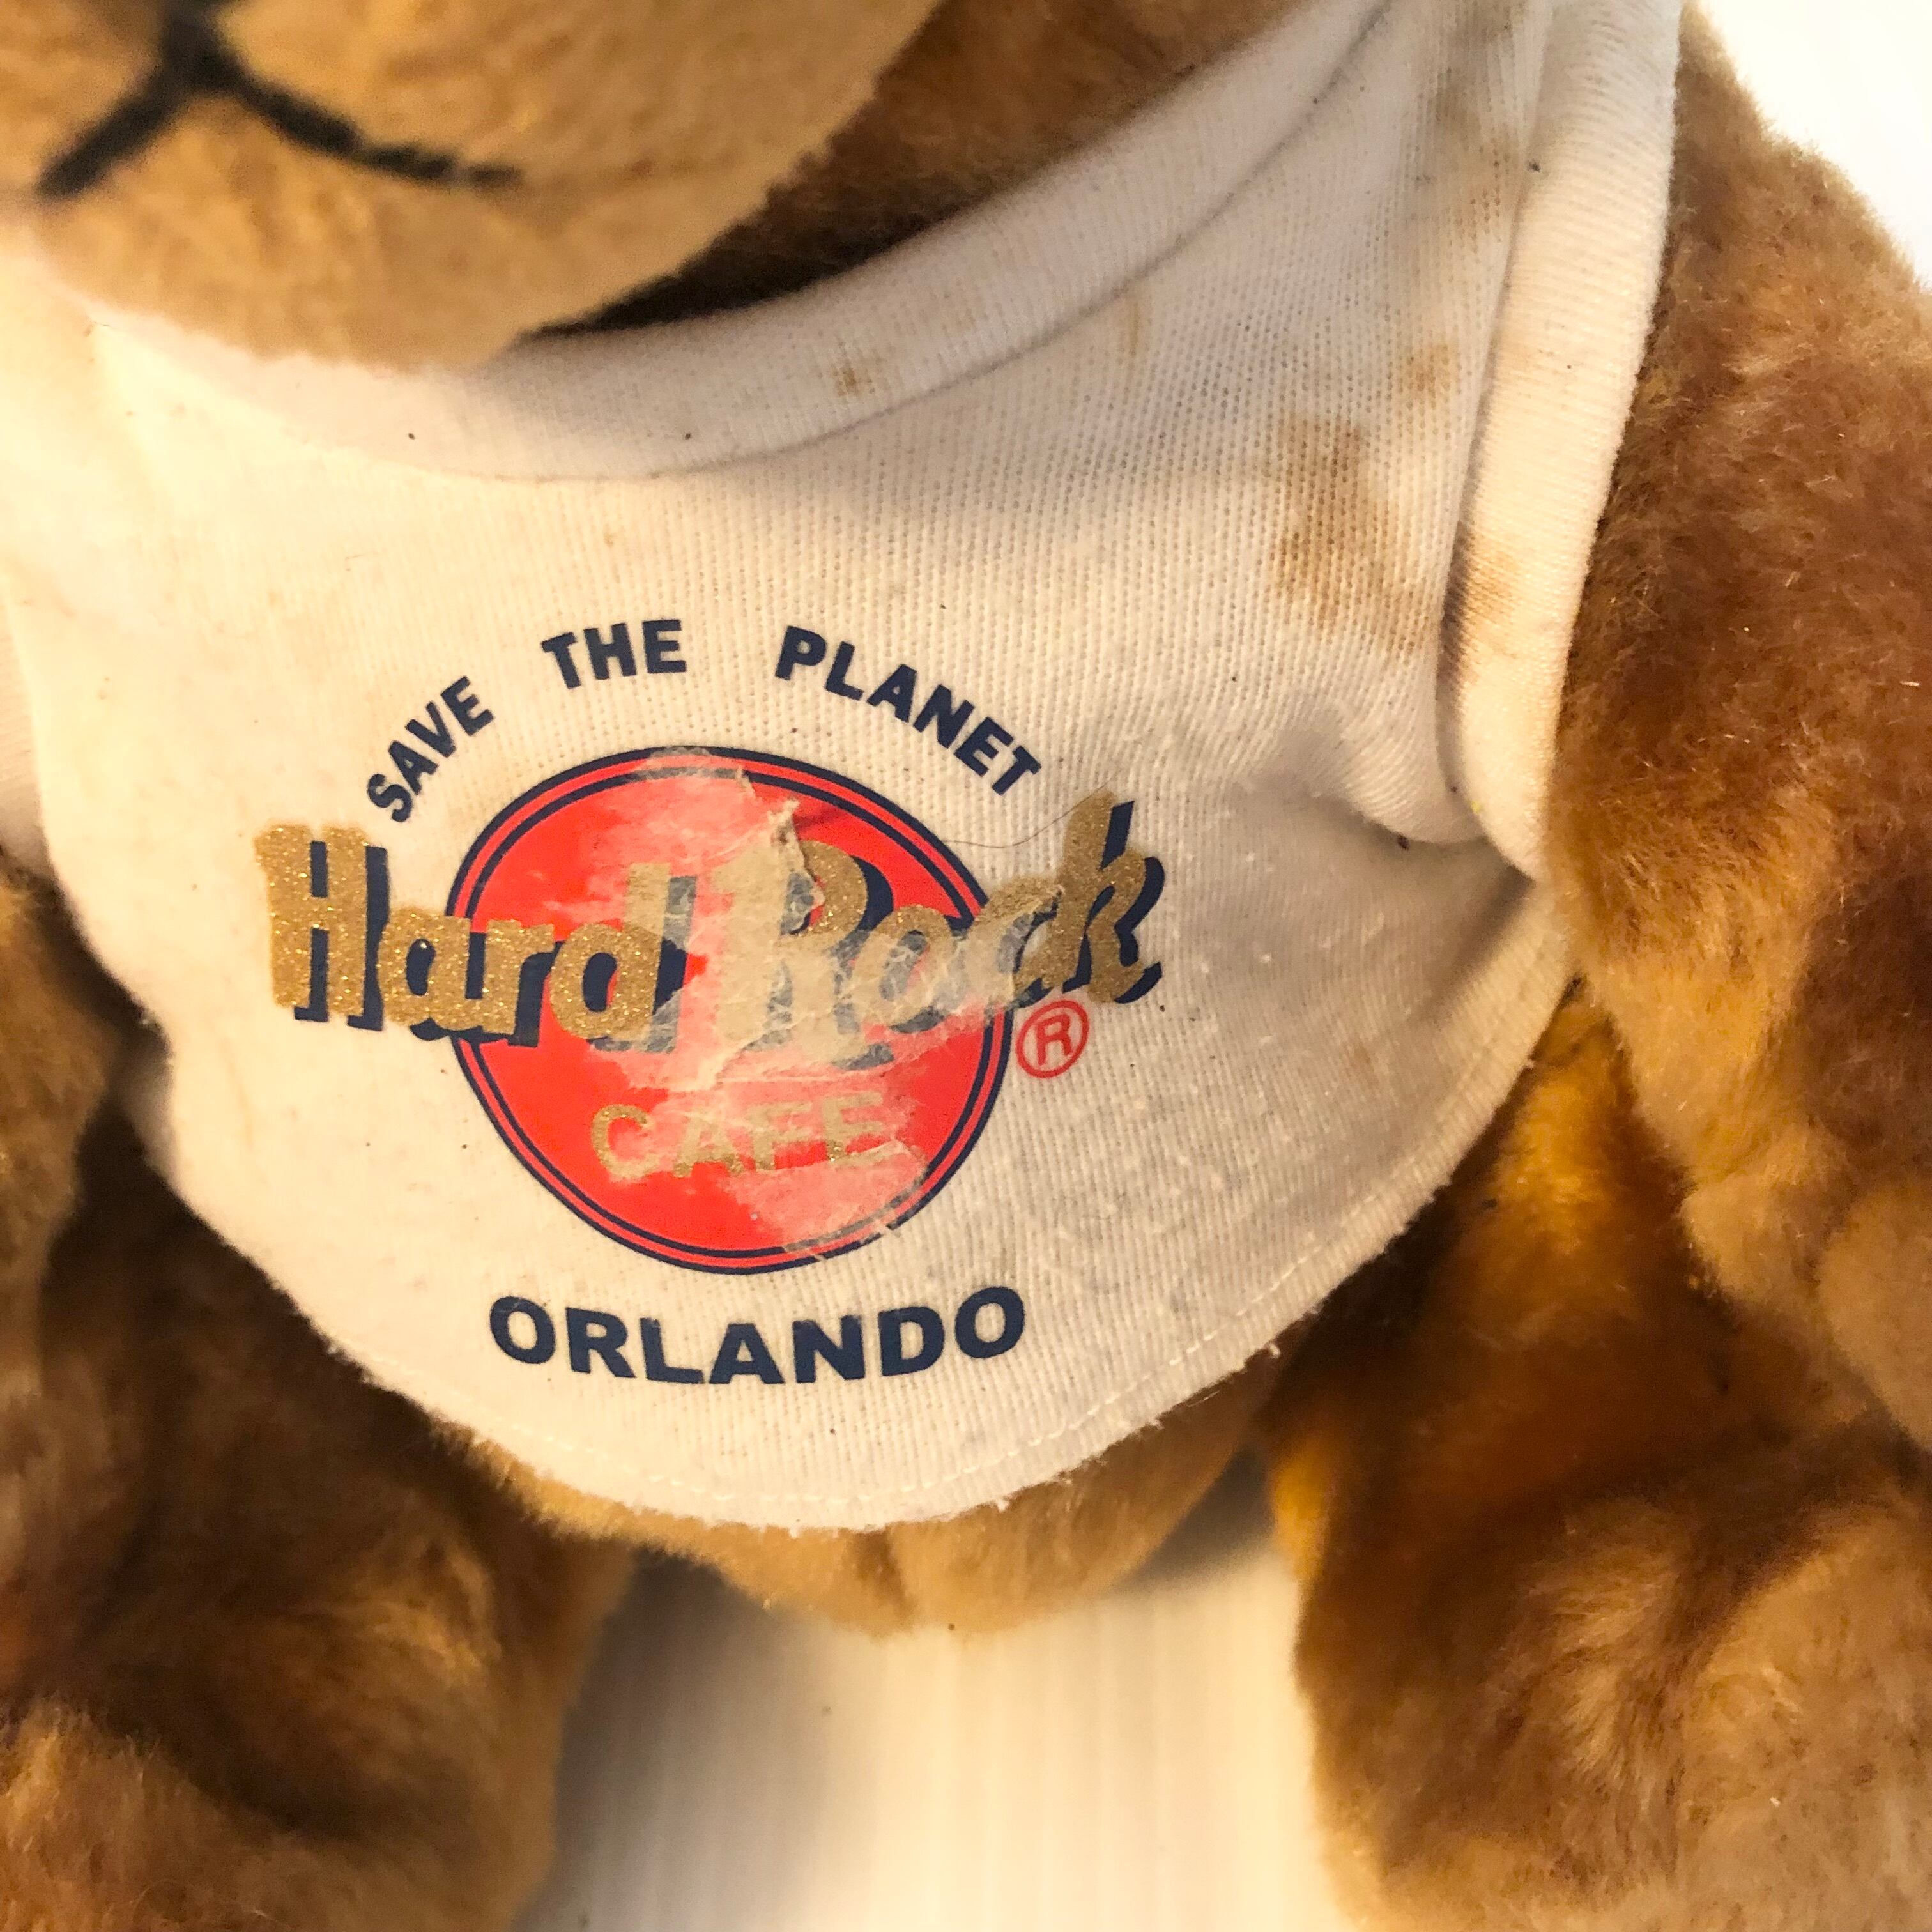 SAVE THE PLANET
Hard Rock
®
CAFE
ORLANDO